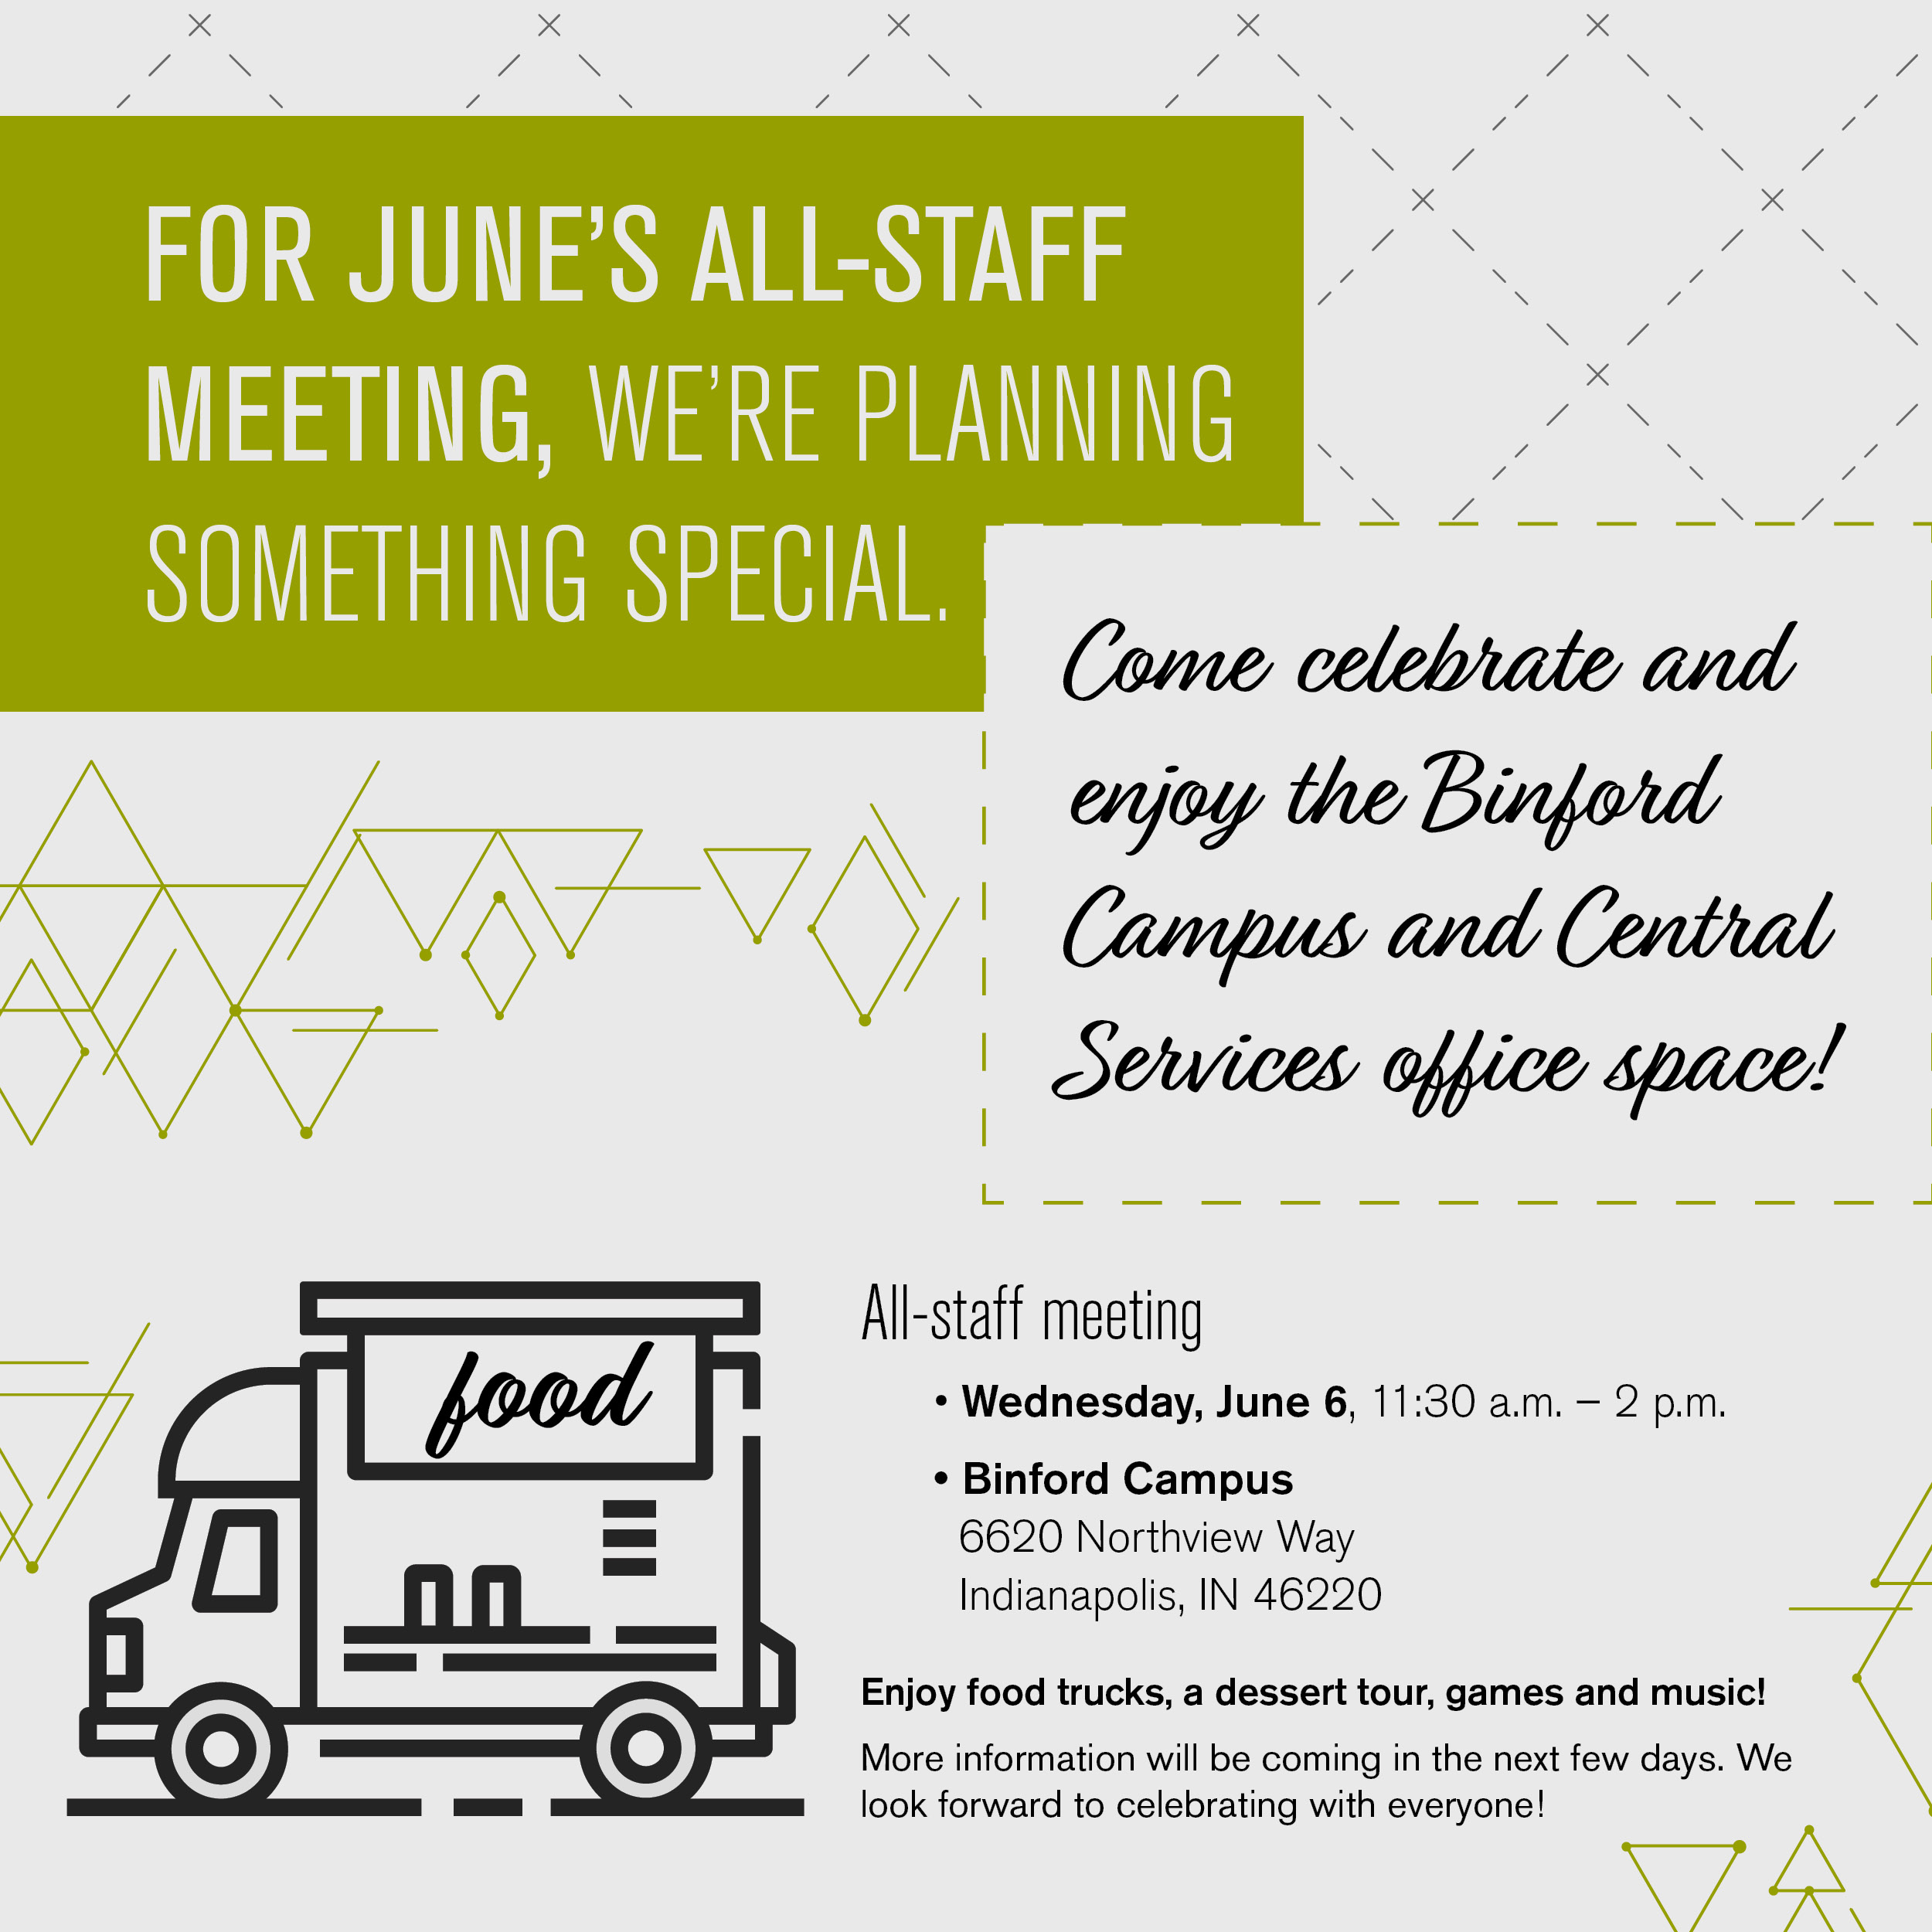 FOR JUNE’S ALL-STAFF
MEETING, WE’RE PLANNING
SOMETHING SPECIAL.
Come celebrate and
enjoy the Binford
Campus and Central
Services office space!
food
All-staff meeting
• Wednesday, June 6, 11:30 a.m. – 2 p.m.
• Binford Campus
6620 Northview Way
Indianapolis, IN 46220
Enjoy food trucks, a dessert tour, games and music!
More information will be coming in the next few days. We
look forward to celebrating with everyone!